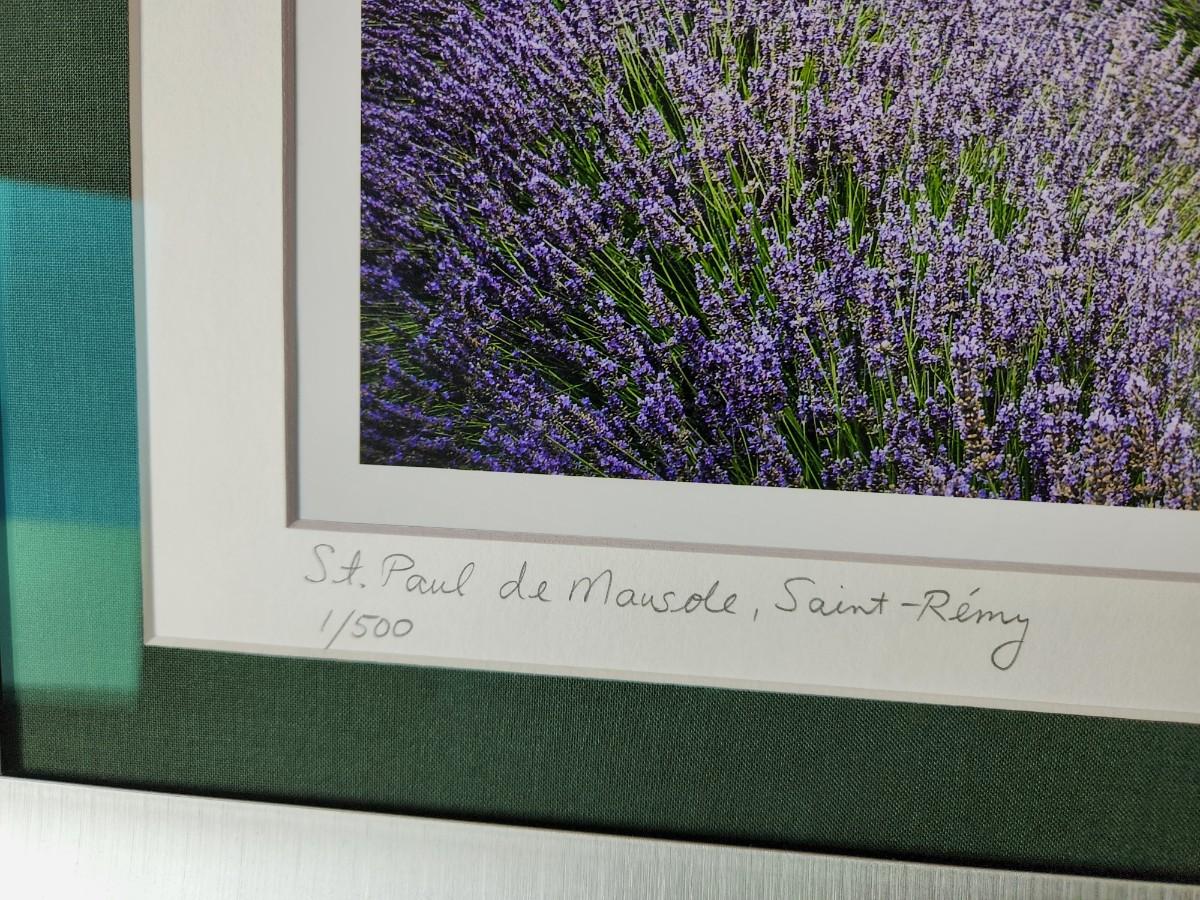 St. Paul de Mausole, Saint-Rémy
1/500